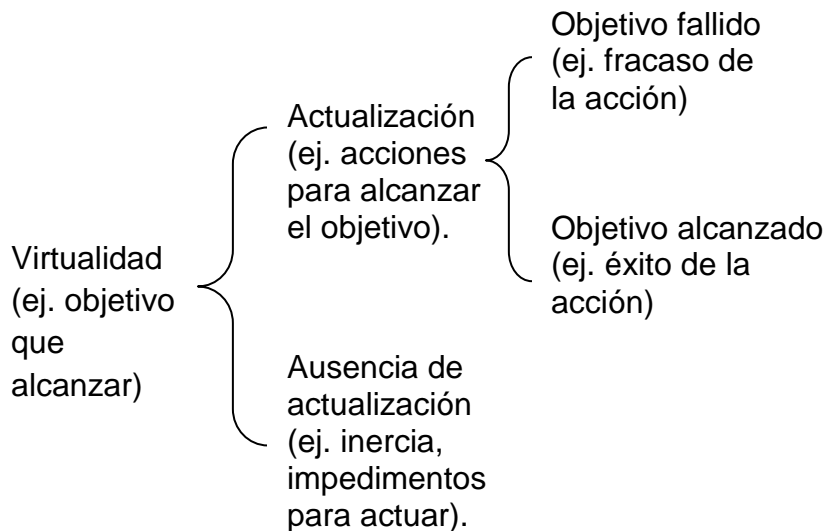 Virtualidad
(ej. objetivo
que
alcanzar)
Actualización
(ej. acciones
para alcanzar
el objetivo).
Ausencia de
actualización
(ej. inercia,
impedimentos
para actuar).
Objetivo fallido
(ej. fracaso de
la acción)
Objetivo alcanzado
(ej. éxito de la
acción)